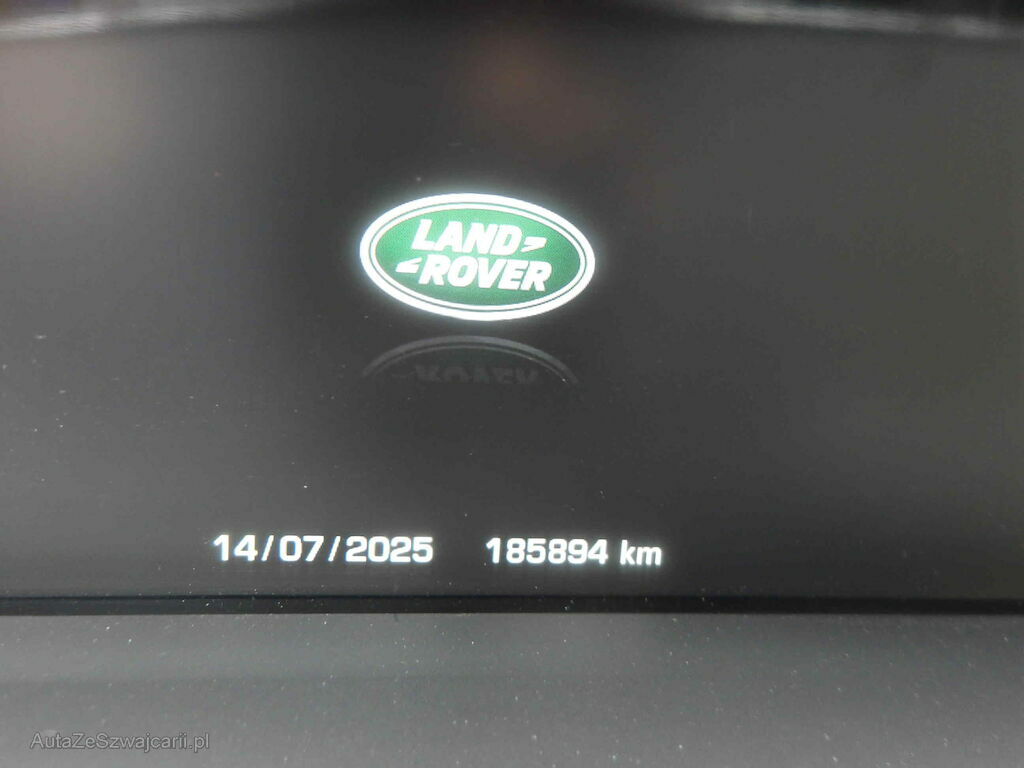 LAND
ROVER
14/07/2025 185894 km
AutaZeSzwajcarii.pl